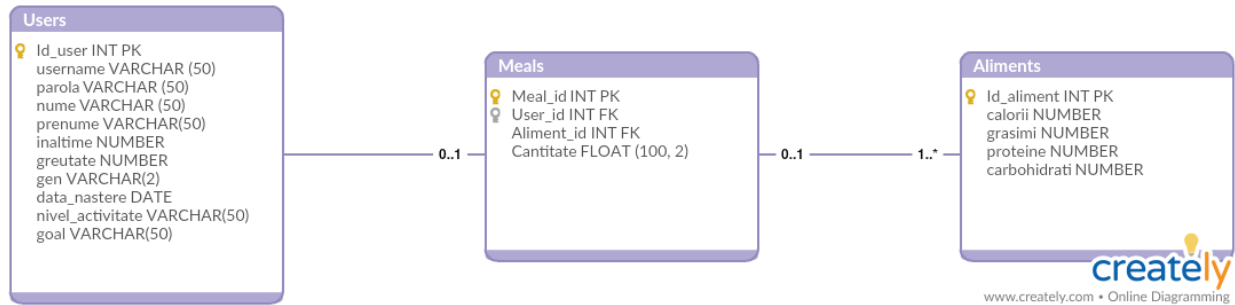 Users
Id_user INT PK
username VARCHAR (50)
parola VARCHAR (50)
nume VARCHAR (50)
prenume VARCHAR(50)
inaltime NUMBER
greutate NUMBER
gen VARCHAR(2)
data_nastere DATE
nivel_activitate VARCHAR(50)
goal VARCHAR(50)
0..1
Meals
Meal_id INT PK
User_id INT FK
Aliment_id INT FK
Cantitate FLOAT (100, 2)
0..1
1..*
Aliments
Id_aliment INT PK
calorii NUMBER
grasimi NUMBER
proteine NUMBER
carbohidrati NUMBER
creately
www.creately.com • Online Diagramming